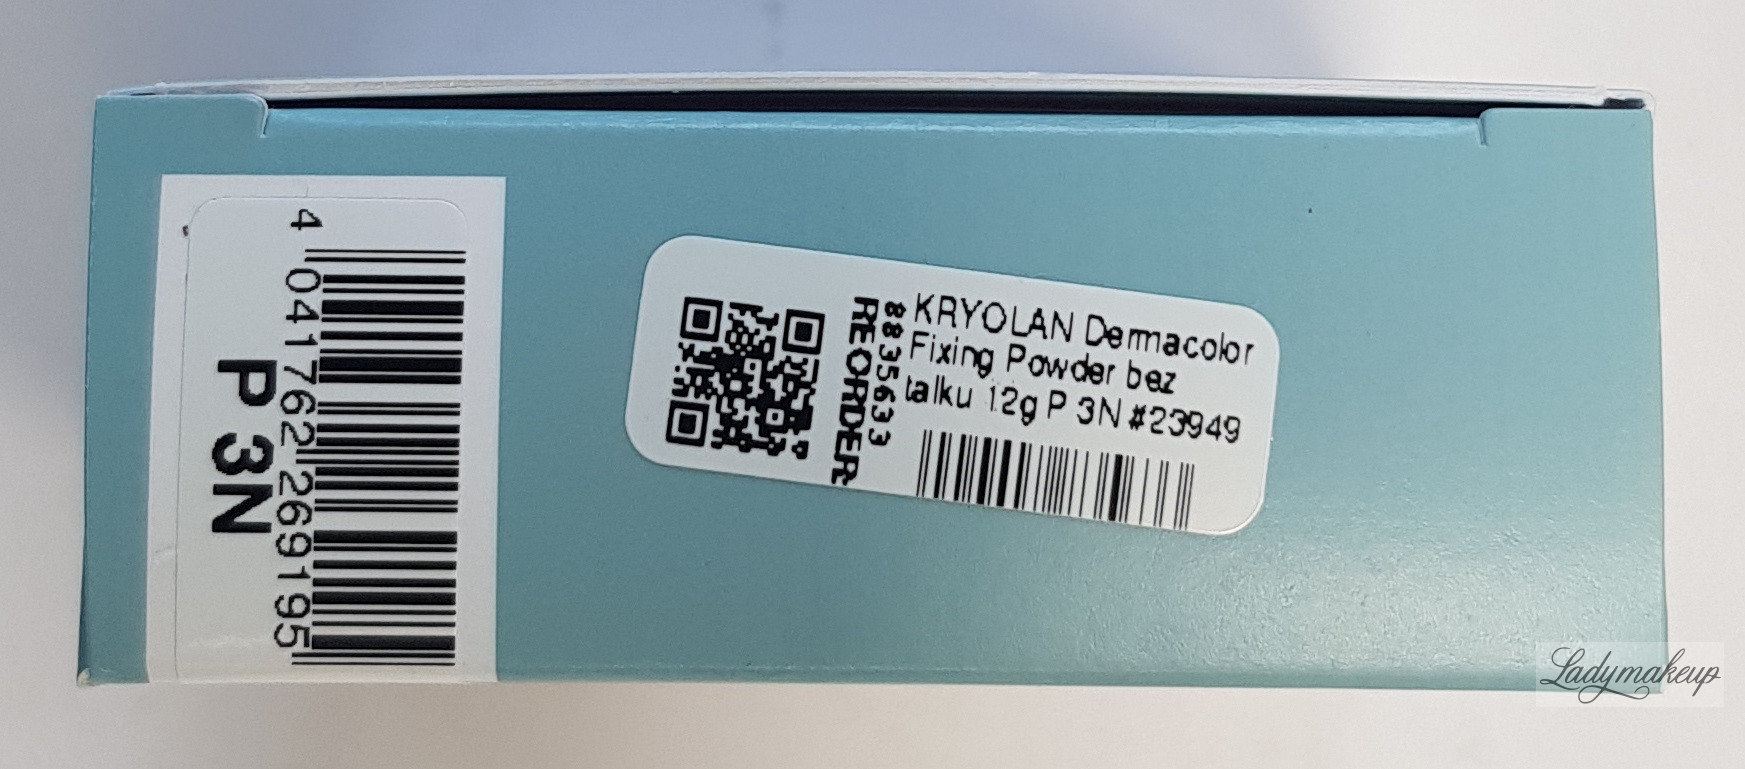 4 041762 269195
P 3N
KRYOLAN Dermacolor
Fixing Powder bez
talku 12g P 3N #23949
8835633
REORDER
Ladymakeup